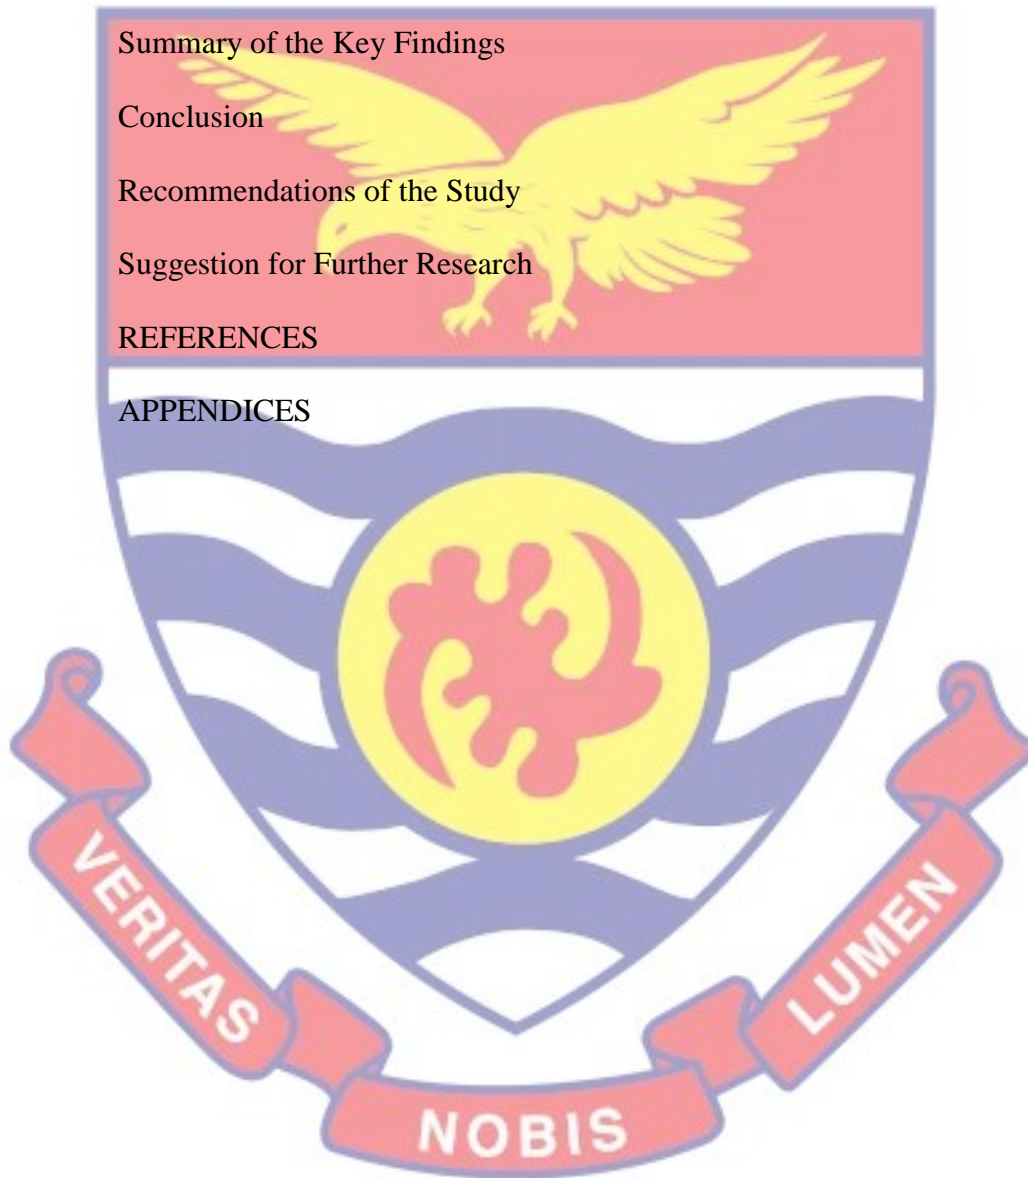 Summary of the Key Findings
Conclusion
Recommendations of the Study
Suggestion for Further Research
REFERENCES
APPENDICES
VERITAS
NOBIS
LUMEN